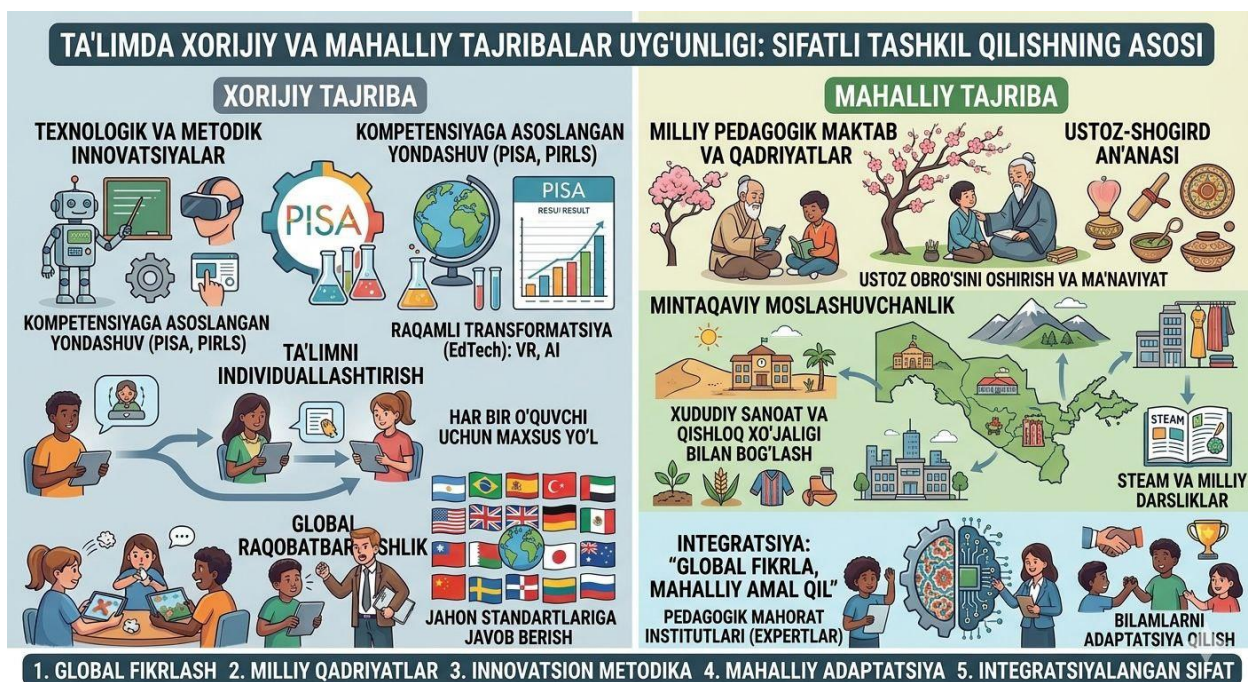 TA'LIMDA XORIJIY VA MAHALLIY TAJRIBALAR UYG'UNLIGI: SIFATLI TASHKIL QILISHNING ASOSI
XORIJIY TAJRIBA
TEXNOLOGIK VA METODIK
INNOVATSIYALAR
KOMPETENSIYAGA ASOSLANGAN
YONDASHUV (PISA, PIRLS)
PISA
PISA
RESU!RESULT
KOMPETENSIYAGA ASOSLANGAN
YONDASHUV (PISA, PIRLS)
RAQAMLI TRANSFORMATSIYA
(EdTech): VR, AI
TA'LIMNI
INDIVIDUALLASHTIRISH
HAR BIR O'QUVCHI
UCHUN MAXSUS YO'L
GLOBAL
RAQOBATBAR SHLIK
JAHON STANDARTLARIGA
JAVOB BERISH
MAHALLIY TAJRIBA
MILLIY PEDAGOGIK MAKTAB
VA QADRIYATLAR
USTOZ-SHOGIRD
AN'ANASI
USTOZ OBRO'SINI OSHIRISH VA MA'NAVIYAT
MINTAQAVIY MOSLASHUVCHANLIK
XUDUDIY SANOAT VA
QISHLOQ XO'JALIGI
BILAN BOG'LASH
STEAM
STEAM VA MILLIY
DARSLIKLAR
INTEGRATSIYA:
"GLOBAL FIKRLA,
MAHALLIY AMAL QIL"
PEDAGOGIK MAHORAT
INSTITUTLARI (EXPERTLAR)
BILAMLARNI
ADAPTATSIYA QILISH
1. GLOBAL FIKRLASH 2. MILLIY QADRIYATLAR 3. INNOVATSION METODIKA 4. MAHALLIY ADAPTATSIYA 5. INTEGRATSIYALANGAN SIFAT